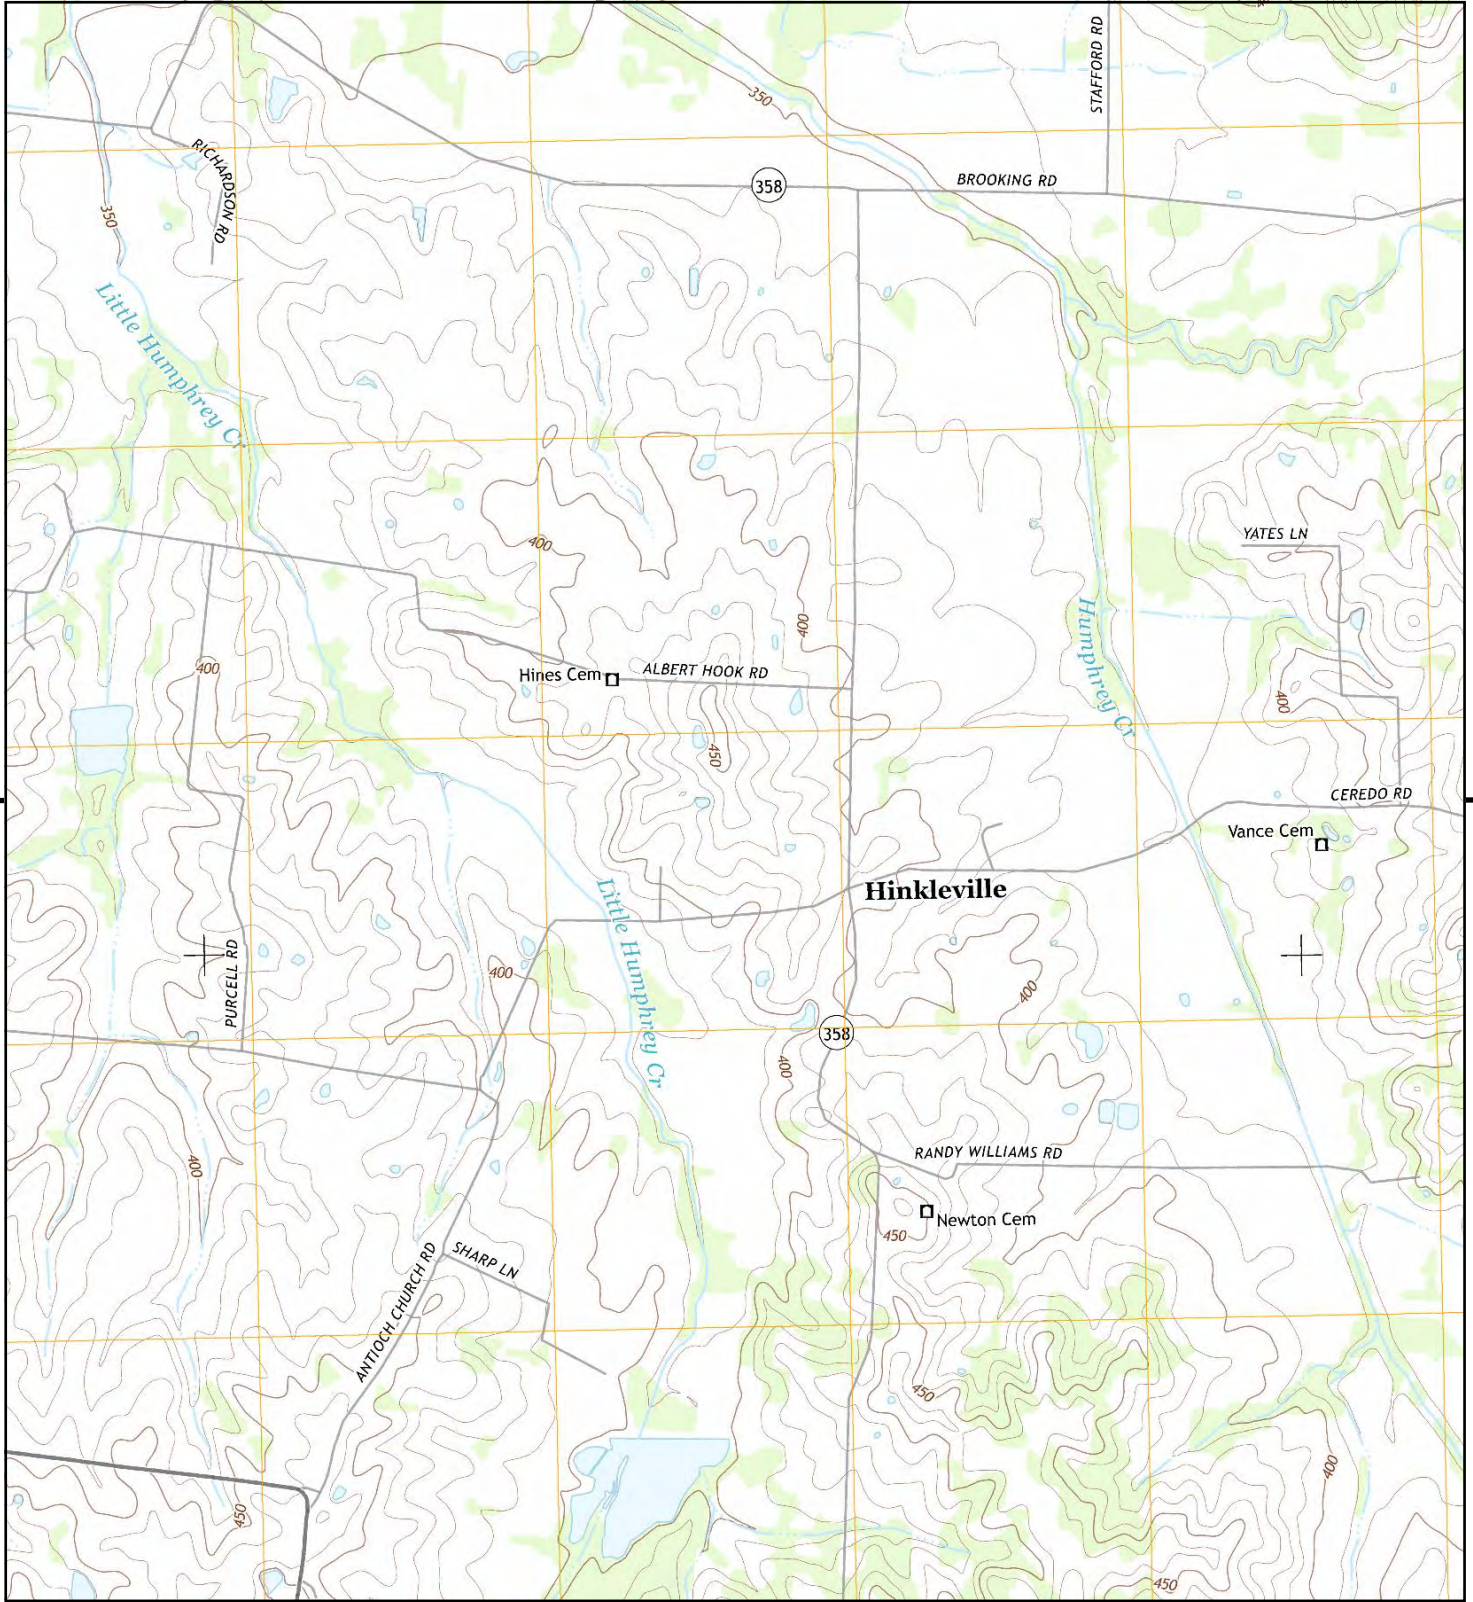 STAFFORD RD
350
RICHARDSON RD
358
BROOKING RD
350
Little Humphrey Cr
400
YATES LN
400
Humphrey Cr
400
Hines Cem
ALBERT HOOK RD
400
450
CEREDO RD
Vance Cem
Hinkleville
Little Humphrey Cr
PURCELL RD
400
400
358
400
RANDY WILLIAMS RD
400
Newton Cem
450
ANTIOCH CHURCH RD
SHARP LN
450
400
450
450